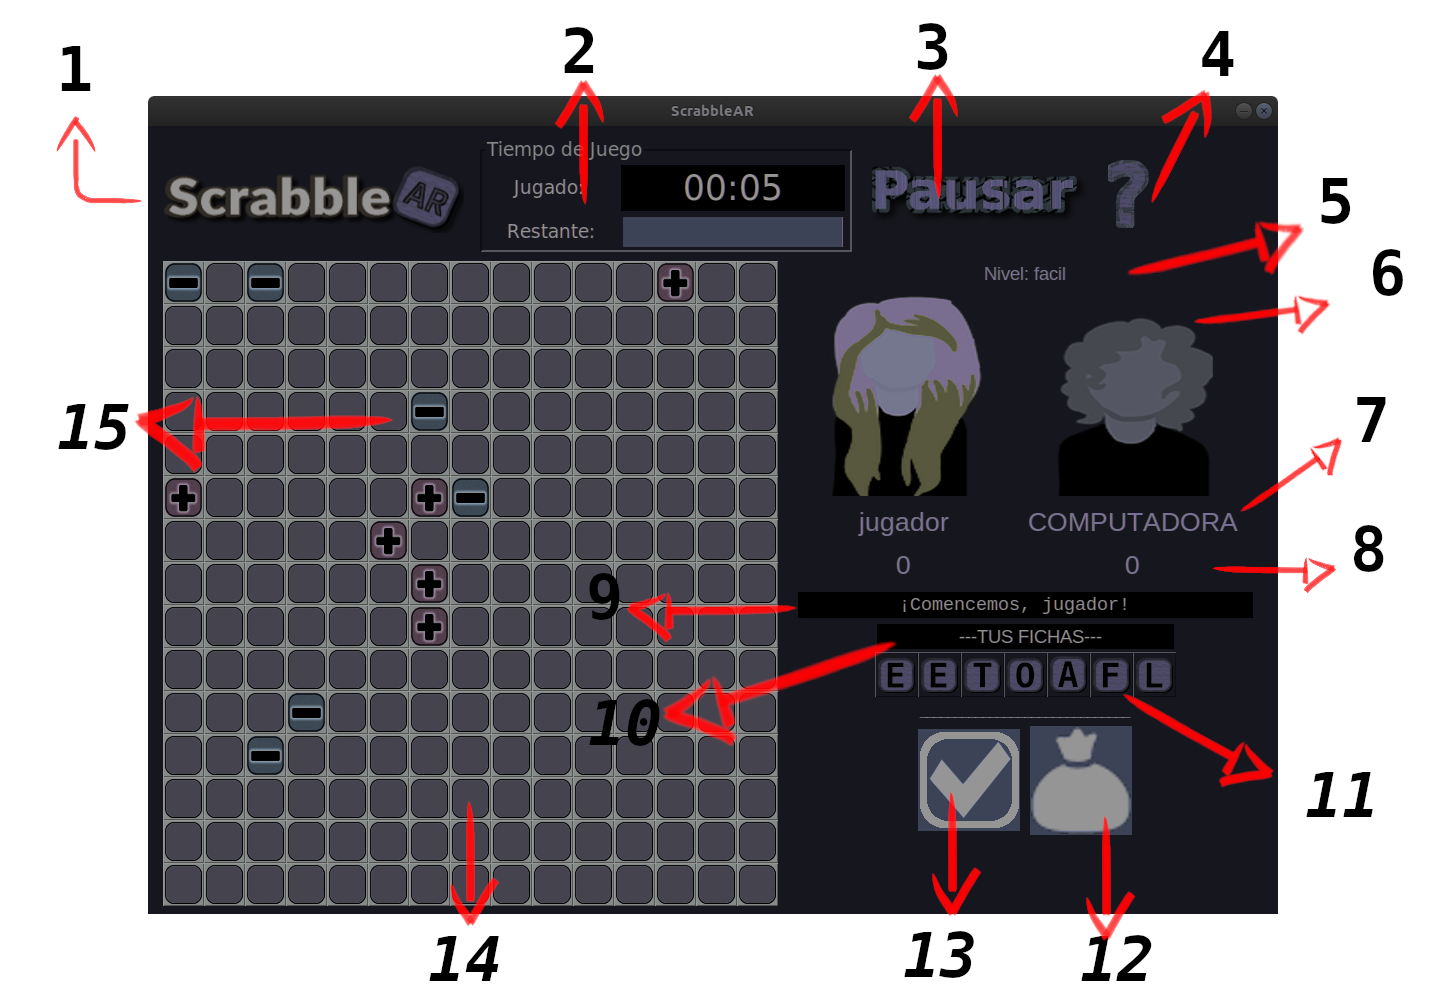 1
2
3
4
ScrabbleAR
Tiempo de Juego
Scrabble AR
Jugado: 00:05
Pausar ?
Restante:
5
Nivel: facil
6
7
15
jugador COMPUTADORA
0 0
8
9
¡Comencemos, jugador!
---TUS FICHAS---
E E T O A F L
10
11
14
13
12